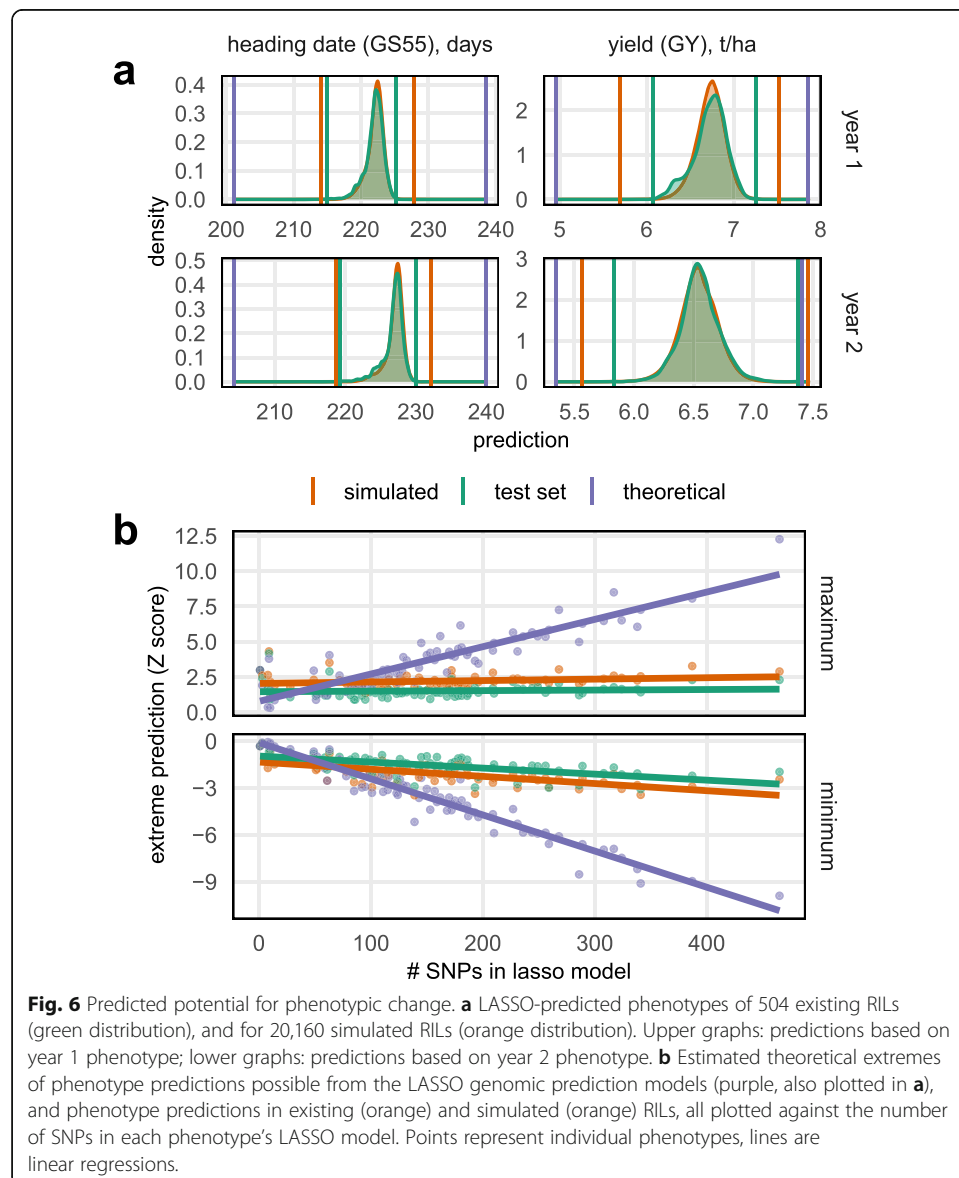 heading date (GS55), days
yield (GY), t/ha
a
0.4
0.3
0.2
0.1
0.0
200 210 220 230 240
2
1
0
5 6 7 8
year 1
density
0.5
0.4
0.3
0.2
0.1
0.0
210 220 230 240
3
2
1
0
5.5 6.0 6.5 7.0 7.5
year 2
prediction
simulated test set theoretical
b
12.5
10.0
7.5
5.0
2.5
0.0
maximum
extreme prediction (Z score)
0
−3
−6
−9
minimum
0 100 200 300 400
# SNPs in lasso model
Fig. 6 Predicted potential for phenotypic change. a LASSO-predicted phenotypes of 504 existing RILs
(green distribution), and for 20,160 simulated RILs (orange distribution). Upper graphs: predictions based on
year 1 phenotype; lower graphs: predictions based on year 2 phenotype. b Estimated theoretical extremes
of phenotype predictions possible from the LASSO genomic prediction models (purple, also plotted in a),
and phenotype predictions in existing (orange) and simulated (orange) RILs, all plotted against the number
of SNPs in each phenotype's LASSO model. Points represent individual phenotypes, lines are
linear regressions.